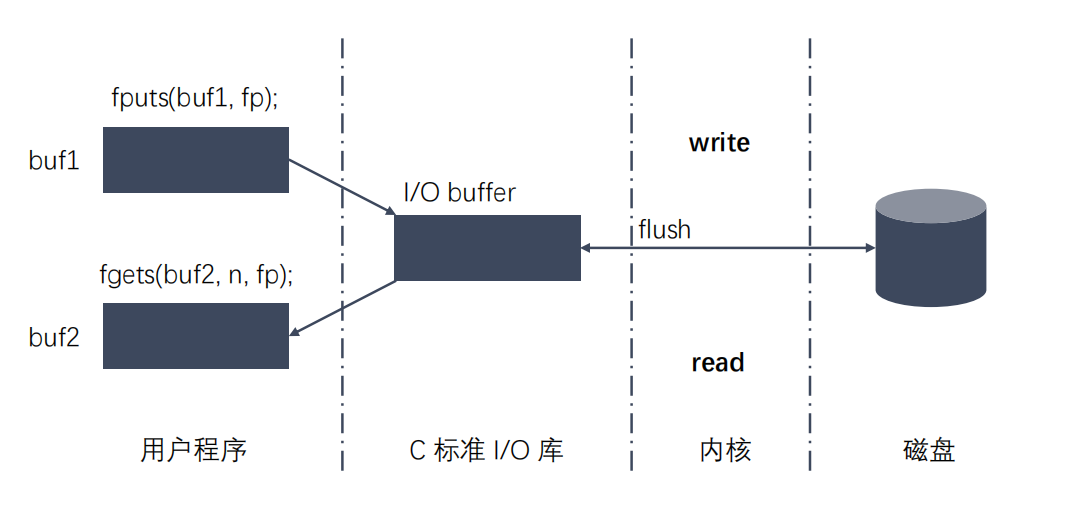 fputs(buf1, fp);
buf1
I/O buffer
write
flush
fgets(buf2, n, fp);
buf2
read
用户程序
C 标准 I/O 库
内核
磁盘